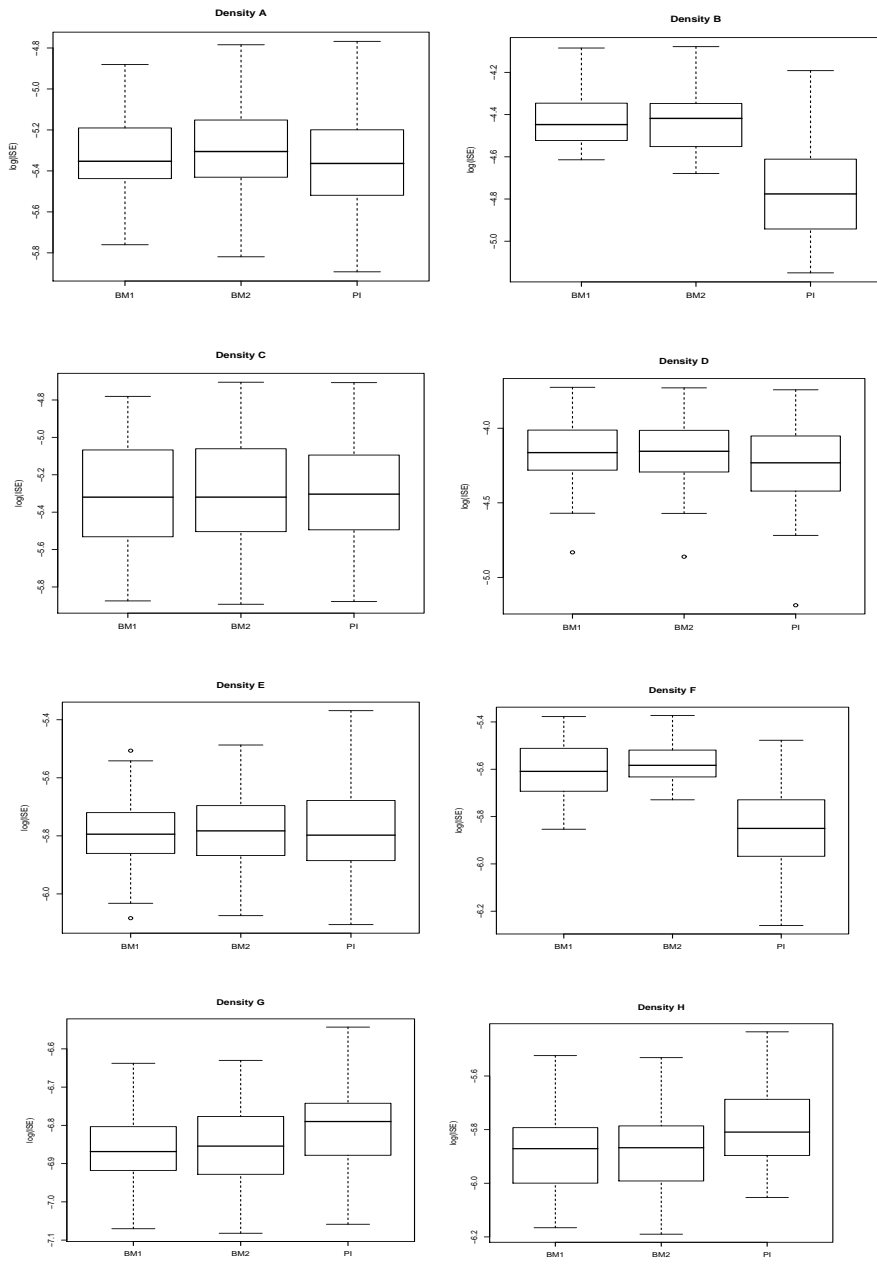 Density A
log(ISE)
−4.8
−5.0
−5.2
−5.4
−5.6
−5.8
BM1 BM2 PI
Density B
log(ISE)
−4.2
−4.4
−4.6
−4.8
−5.0
BM1 BM2 PI
Density C
log(ISE)
−4.8
−5.0
−5.2
−5.4
−5.6
−5.8
BM1 BM2 PI
Density D
log(ISE)
−4.0
−4.5
−5.0
BM1 BM2 PI
Density E
log(ISE)
−5.4
−5.6
−5.8
−6.0
BM1 BM2 PI
Density F
log(ISE)
−5.4
−5.6
−5.8
−6.0
−6.2
BM1 BM2 PI
Density G
log(ISE)
−6.6
−6.7
−6.8
−6.9
−7.0
−7.1
BM1 BM2 PI
Density H
log(ISE)
−5.6
−5.8
−6.0
−6.2
BM1 BM2 PI